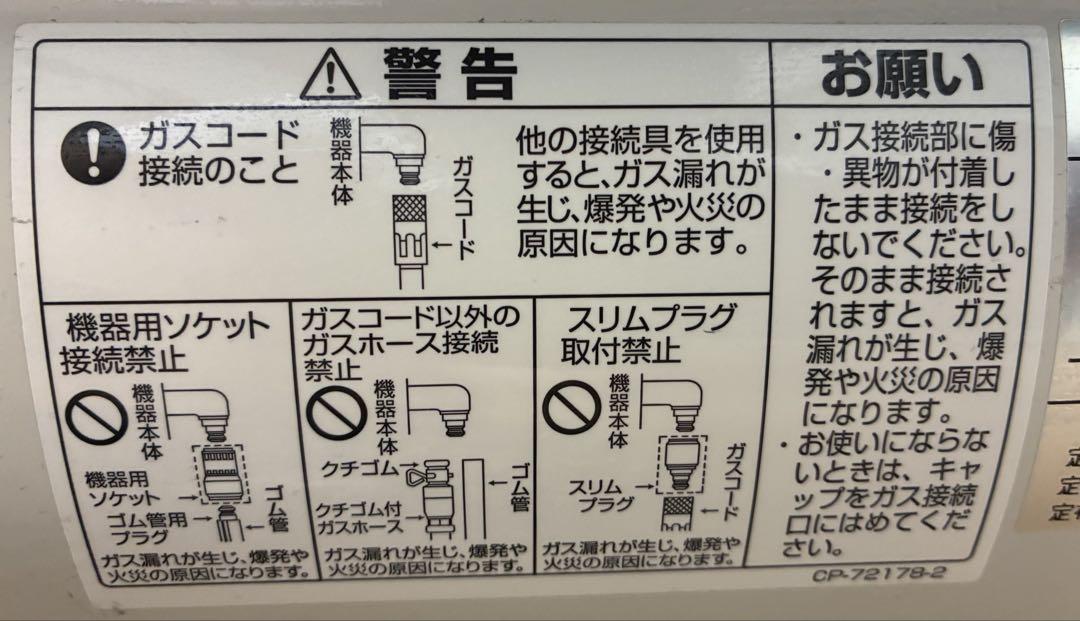 警告
ガスコード
接続のこと
機器本体
ガスコード
他の接続具を使用
すると、ガス漏れが
生じ、爆発や火災の
原因になります。
機器用ソケット
接続禁止
機器本体
機器用
ソケット
ゴム管用
プラグ
ゴム管
ガス漏れが生じ、爆発や
火災の原因になります。
ガスコード以外の
ガスホース接続
禁止
機器本体
クチゴム
クチゴム付
ガスホース
ゴム管
ガス漏れが生じ、爆発や
火災の原因になります。
スリムプラグ
取付禁止
機器本体
スリム
プラグ
ガスコード
ガス漏れが生じ、爆発や
火災の原因になります。
お願い
・ガス接続部に傷
・異物が付着し
たまま接続をし
ないでください。
そのまま接続さ
れますと、ガス
漏れが生じ、爆
発や火災の原因
になります。
・お使いにならな
いときは、キャ
ップをガス接続
口にはめてくだ
さい。
CP-72178-2
定
定